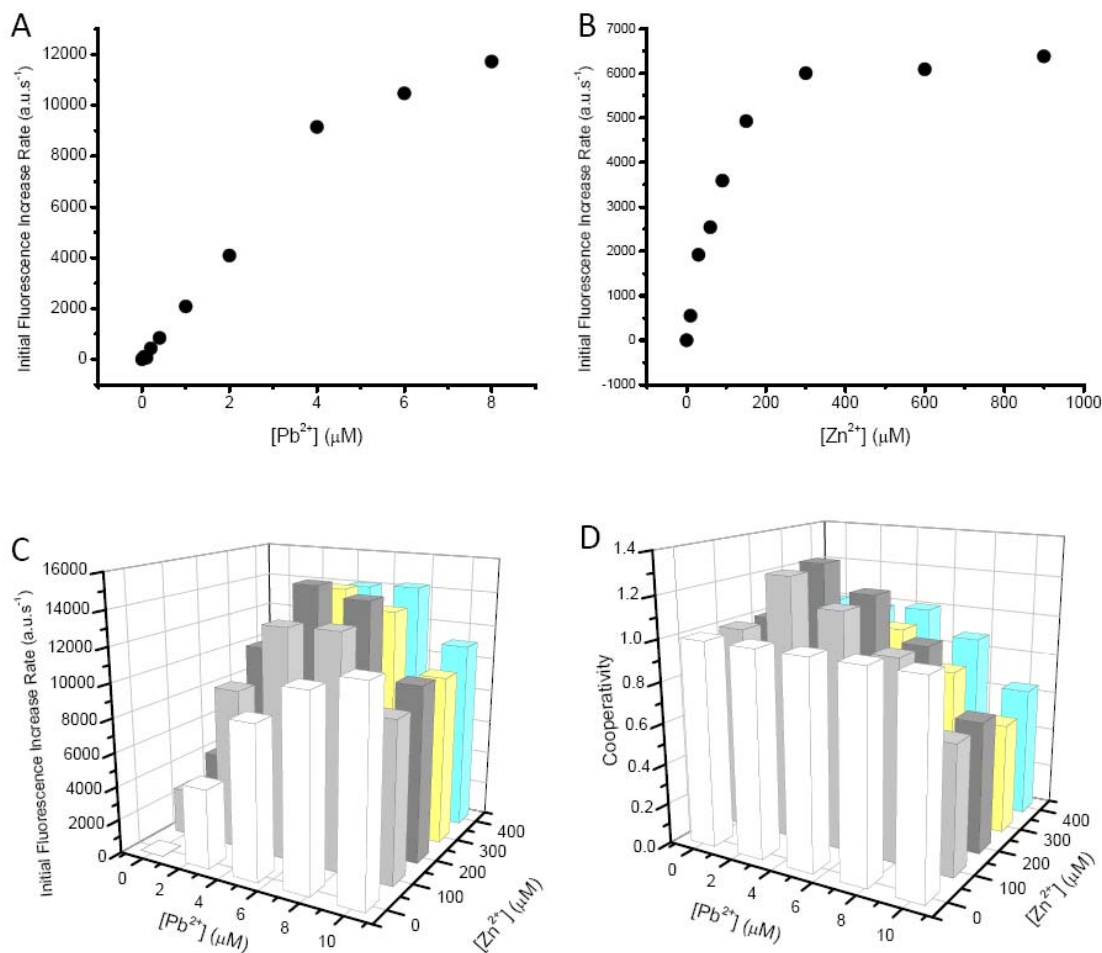 A
Initial Fluorescence Increase Rate (a.u.s⁻¹)
12000
10000
8000
6000
4000
2000
0
0 2 4 6 8
[Pb²⁺] (μM)
B
Initial Fluorescence Increase Rate (a.u.s⁻¹)
7000
6000
5000
4000
3000
2000
1000
0
-1000
0 200 400 600 800 1000
[Zn²⁺] (μM)
C
Initial Fluorescence Increase Rate (a.u.s⁻¹)
16000
14000
12000
10000
8000
6000
4000
2000
0
0 2 4 6 8 10
[Pb²⁺] (μM)
0 100 200 300 400
[Zn²⁺] (μM)
D
Cooperativity
1.4
1.2
1.0
0.8
0.6
0.4
0.2
0.0
0 2 4 6 8 10
[Pb²⁺] (μM)
0 100 200 300 400
[Zn²⁺] (μM)